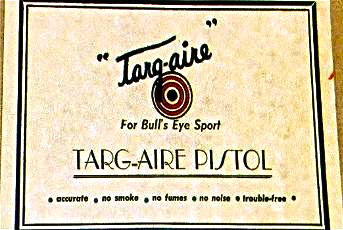 "Targ-aire"
For Bull's Eye Sport
TARG-AIRE PISTOL
• accurate • no smoke • no fumes • no noise • trouble-free •